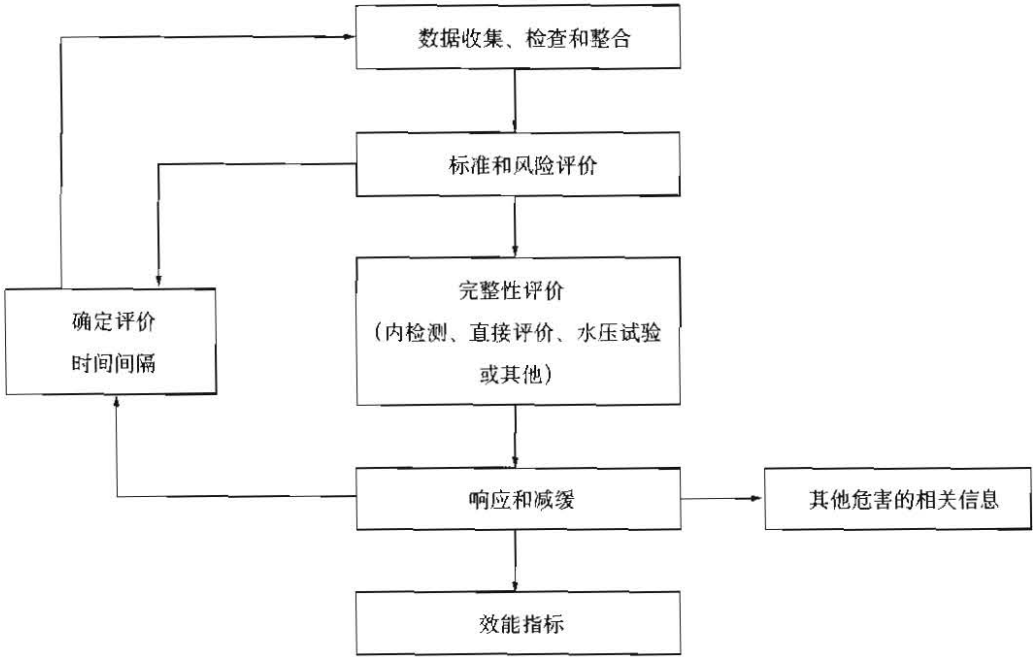 数据收集、检查和整合
标准和风险评价
完整性评价
（内检测、直接评价、水压试验
或其他）
确定评价
时间间隔
响应和减缓
其他危害的相关信息
效能指标